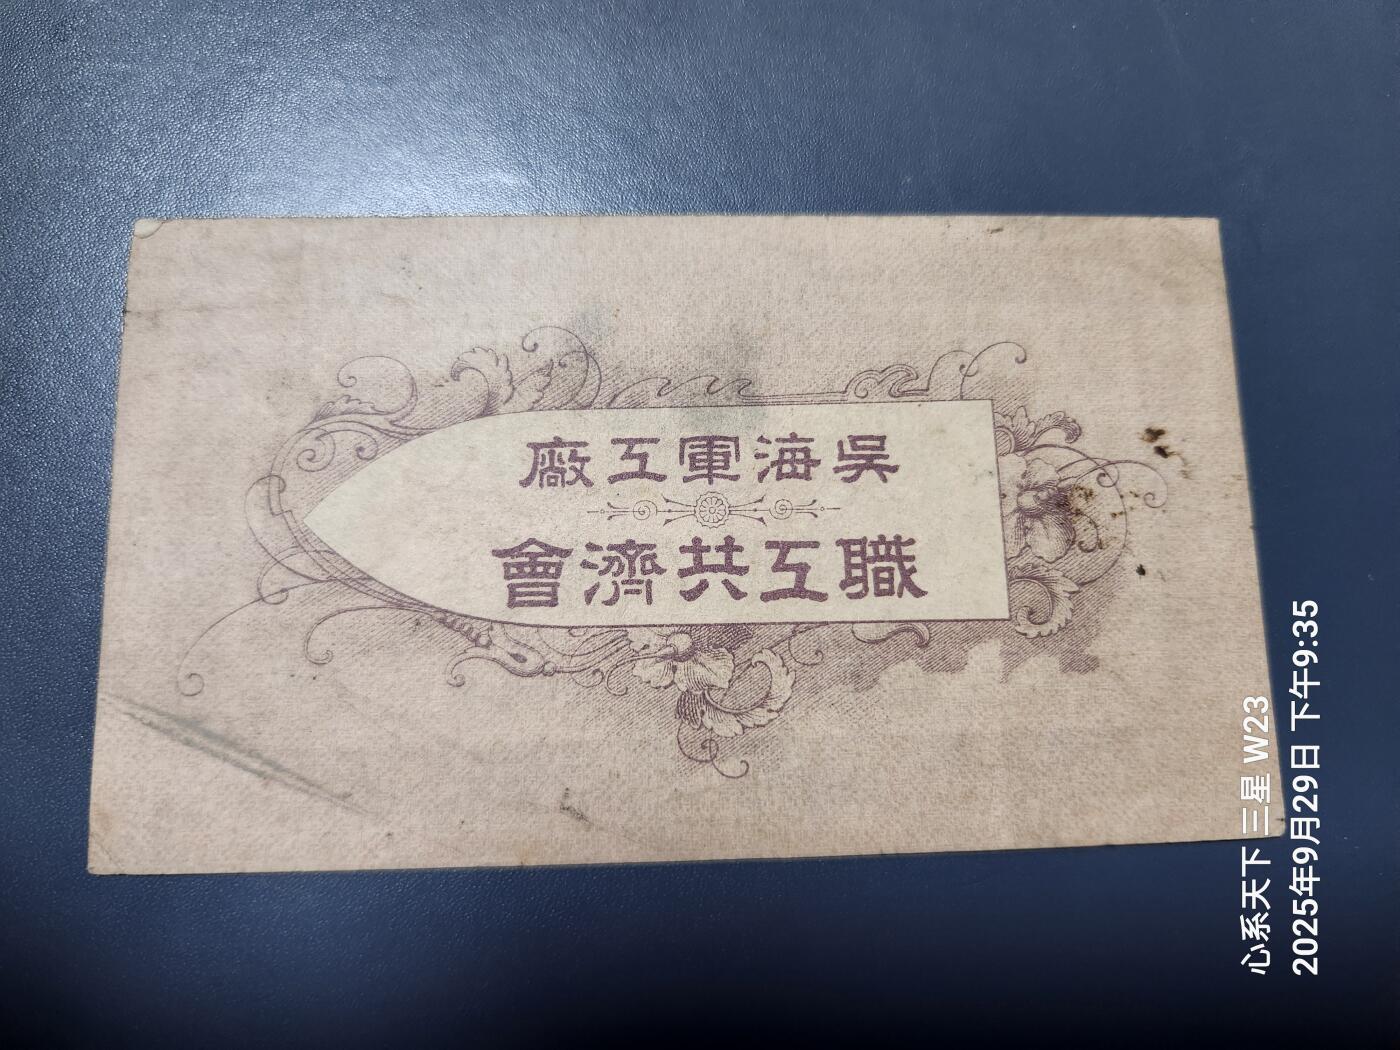 吳海軍工廠
職工共濟會
心系天下 三星 W23
2025年9月29日 下午9:35